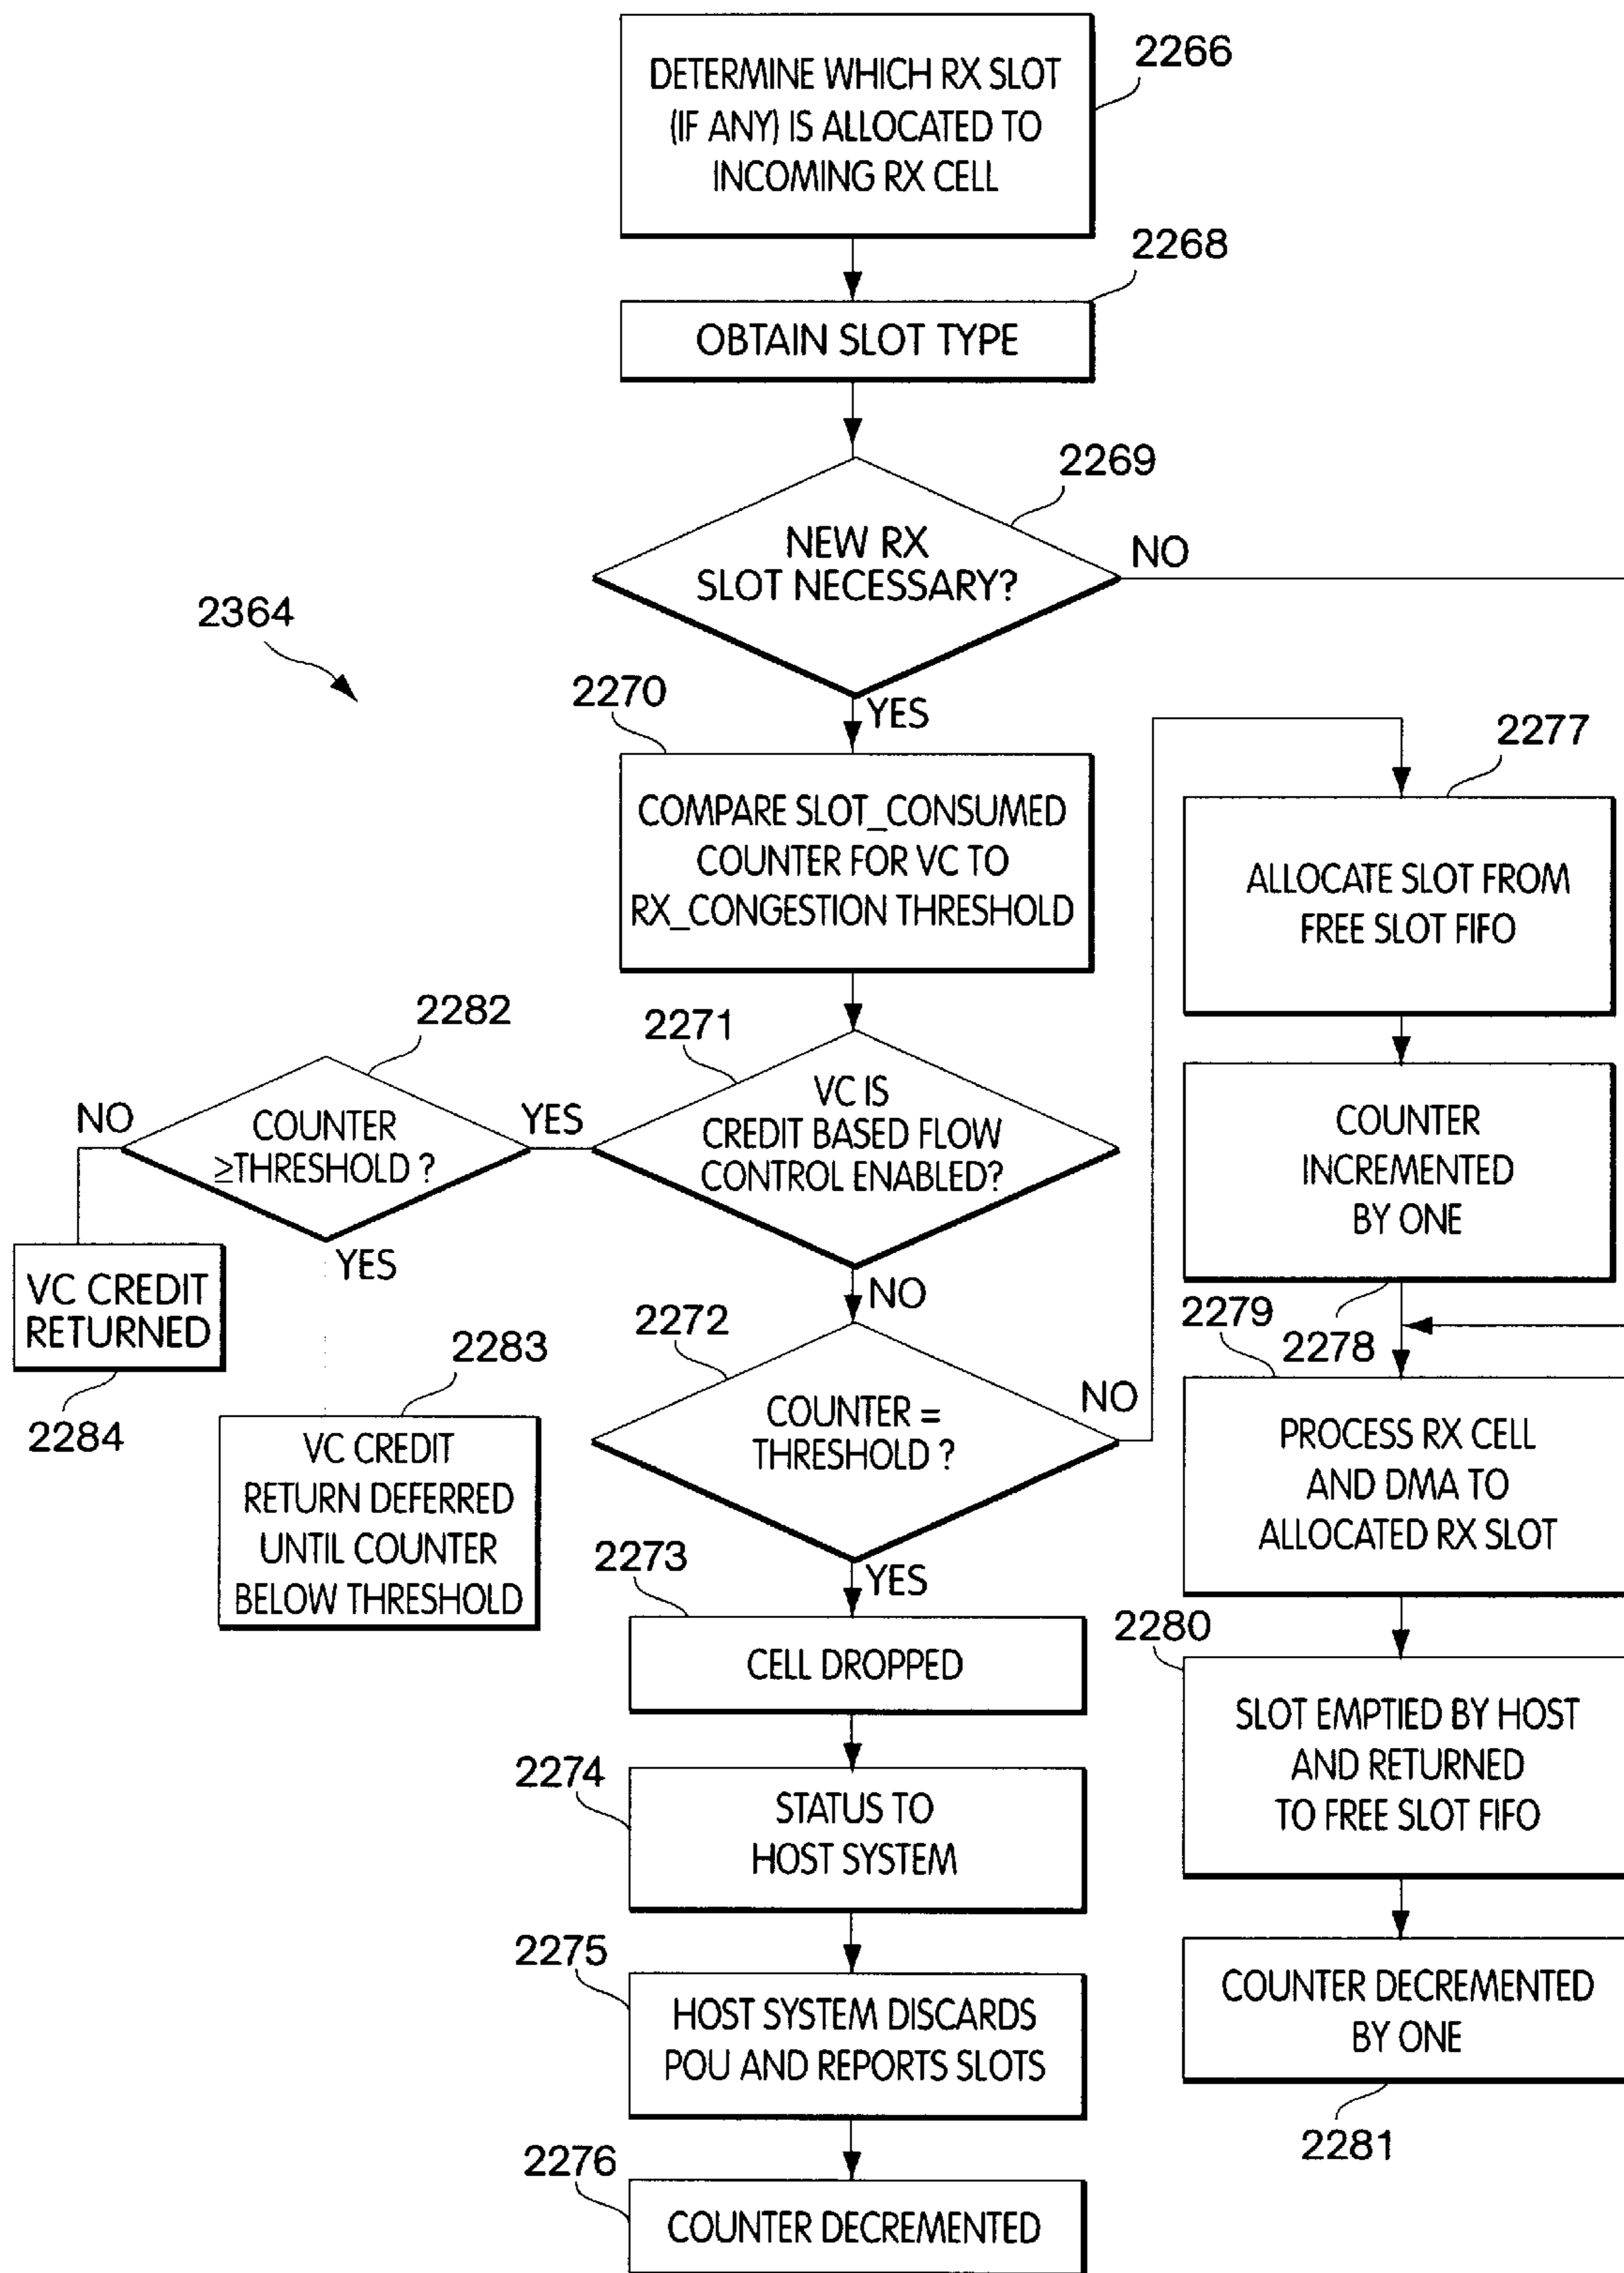 2266
DETERMINE WHICH RX SLOT
(IF ANY) IS ALLOCATED TO
INCOMING RX CELL
2268
OBTAIN SLOT TYPE
2269
NEW RX
SLOT NECESSARY?
NO
YES
2364
2270
COMPARE SLOT_CONSUMED
COUNTER FOR VC TO
RX_CONGESTION THRESHOLD
2271
VC IS
CREDIT BASED FLOW
CONTROL ENABLED?
YES
NO
2282
COUNTER
≥THRESHOLD ?
NO
YES
VC CREDIT
RETURNED
2284
2283
VC CREDIT
RETURN DEFERRED
UNTIL COUNTER
BELOW THRESHOLD
2272
COUNTER =
THRESHOLD ?
NO
YES
2273
CELL DROPPED
2274
STATUS TO
HOST SYSTEM
2275
HOST SYSTEM DISCARDS
POU AND REPORTS SLOTS
2276
COUNTER DECREMENTED
2277
ALLOCATE SLOT FROM
FREE SLOT FIFO
COUNTER
INCREMENTED
BY ONE
2278
2279
PROCESS RX CELL
AND DMA TO
ALLOCATED RX SLOT
2280
SLOT EMPTIED BY HOST
AND RETURNED
TO FREE SLOT FIFO
COUNTER DECREMENTED
BY ONE
2281